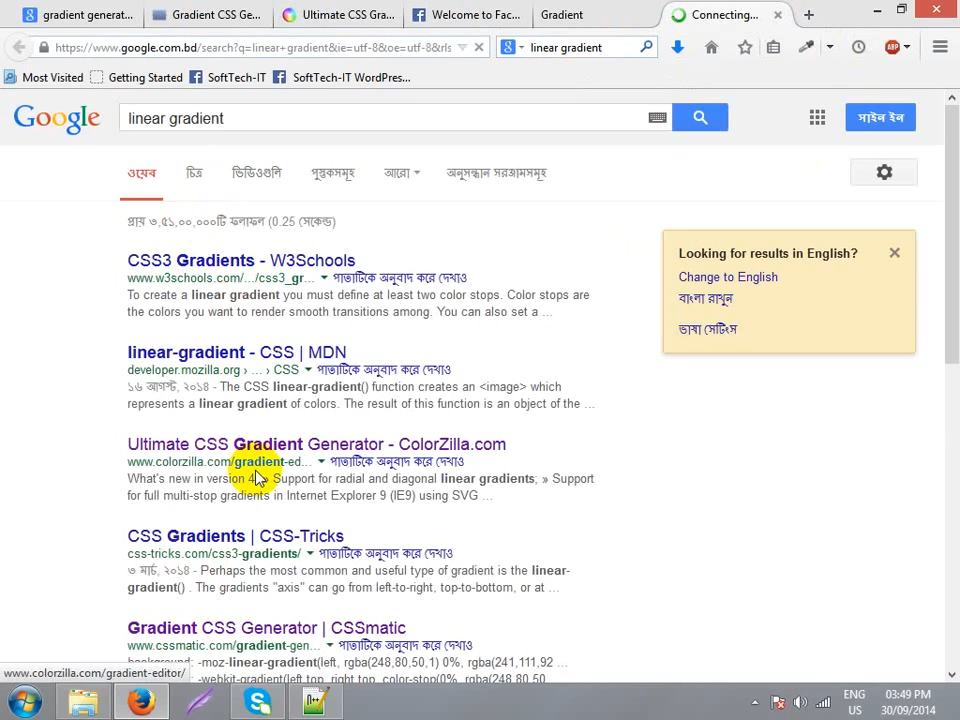 gradient generat...
Gradient CSS Ge...
Ultimate CSS Gra...
Welcome to Fac...
Gradient
Connecting...
https://www.google.com.bd/search?q=linear+gradient&ie=utf-8&oe=utf-8&rls
linear gradient
Most Visited
Getting Started
SoftTech-IT
SoftTech-IT WordPres...
Google
linear gradient
সাইন ইন
ওয়েব
চিত্র
ভিডিওগুলি
পুস্তকসমূহ
আরো
অনুসন্ধান সরঞ্জামসমূহ
প্রায় ৩,৫১,০০,০০০টি ফলাফল (0.25 সেকেন্ড)
CSS3 Gradients - W3Schools
www.w3schools.com/.../css3_gr... পাতাটিকে অনুবাদ করে দেখাও
To create a linear gradient you must define at least two color stops. Color stops are
the colors you want to render smooth transitions among. You can also set a ...
Looking for results in English?
Change to English
বাংলা রাখুন
ভাষা সেটিংস
linear-gradient - CSS | MDN
developer.mozilla.org › ... › CSS পাতাটিকে অনুবাদ করে দেখাও
১৬ আগস্ট, ২০১৪ - The CSS linear-gradient() function creates an <image> which
represents a linear gradient of colors. The result of this function is an object of the ...
Ultimate CSS Gradient Generator - ColorZilla.com
www.colorzilla.com/gradient-ed... পাতাটিকে অনুবাদ করে দেখাও
What's new in version 4: » Support for radial and diagonal linear gradients; » Support
for full multi-stop gradients in Internet Explorer 9 (IE9) using SVG ...
CSS Gradients | CSS-Tricks
css-tricks.com/css3-gradients/ পাতাটিকে অনুবাদ করে দেখাও
৩ মার্চ, ২০১৪ - Perhaps the most common and useful type of gradient is the linear-
gradient() . The gradients "axis" can go from left-to-right, top-to-bottom, or at ...
Gradient CSS Generator | CSSmatic
www.cssmatic.com/gradient-gen... পাতাটিকে অনুবাদ করে দেখাও
background: -moz-linear-gradient(left, rgba(248,80,50,1) 0%, rgba(241,111,92 ...
-webkit-gradient(left top, right top, color-stop(0%, rgba(248,80,50
www.colorzilla.com/gradient-editor/
ENG
US
03:49 PM
30/09/2014